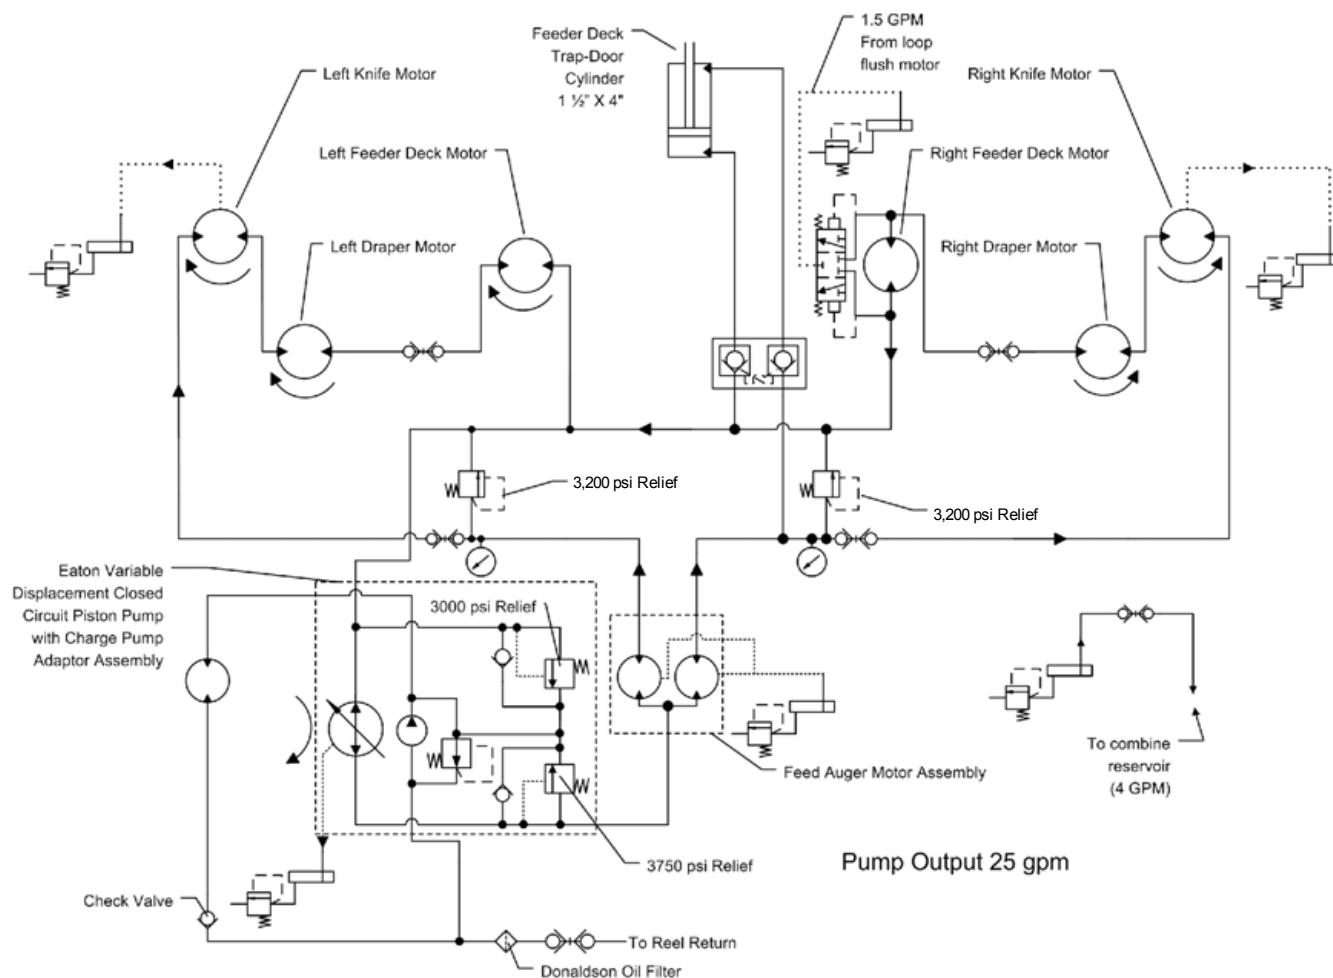 Feeder Deck
Trap-Door
Cylinder
1 ½" X 4"
1.5 GPM
From loop
flush motor
Left Knife Motor
Right Knife Motor
Left Feeder Deck Motor
Right Feeder Deck Motor
Left Draper Motor
Right Draper Motor
3,200 psi Relief
3,200 psi Relief
Eaton Variable
Displacement Closed
Circuit Piston Pump
with Charge Pump
Adaptor Assembly
3000 psi Relief
To combine
reservoir
(4 GPM)
Feed Auger Motor Assembly
3750 psi Relief
Pump Output 25 gpm
Check Valve
To Reel Return
Donaldson Oil Filter